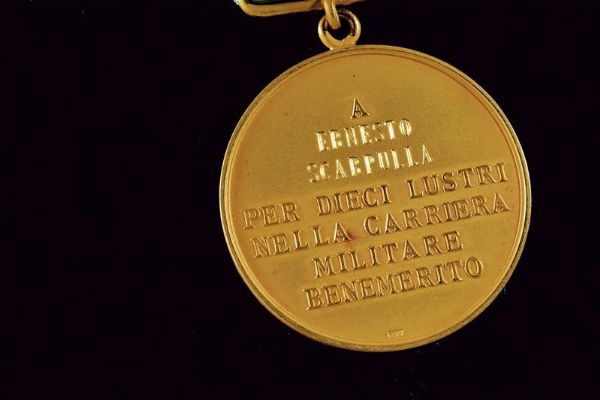 A
ERNESTO
SCARPULLA
PER DIECI LUSTRI
NELLA CARRIERA
MILITARE
BENEMERITO